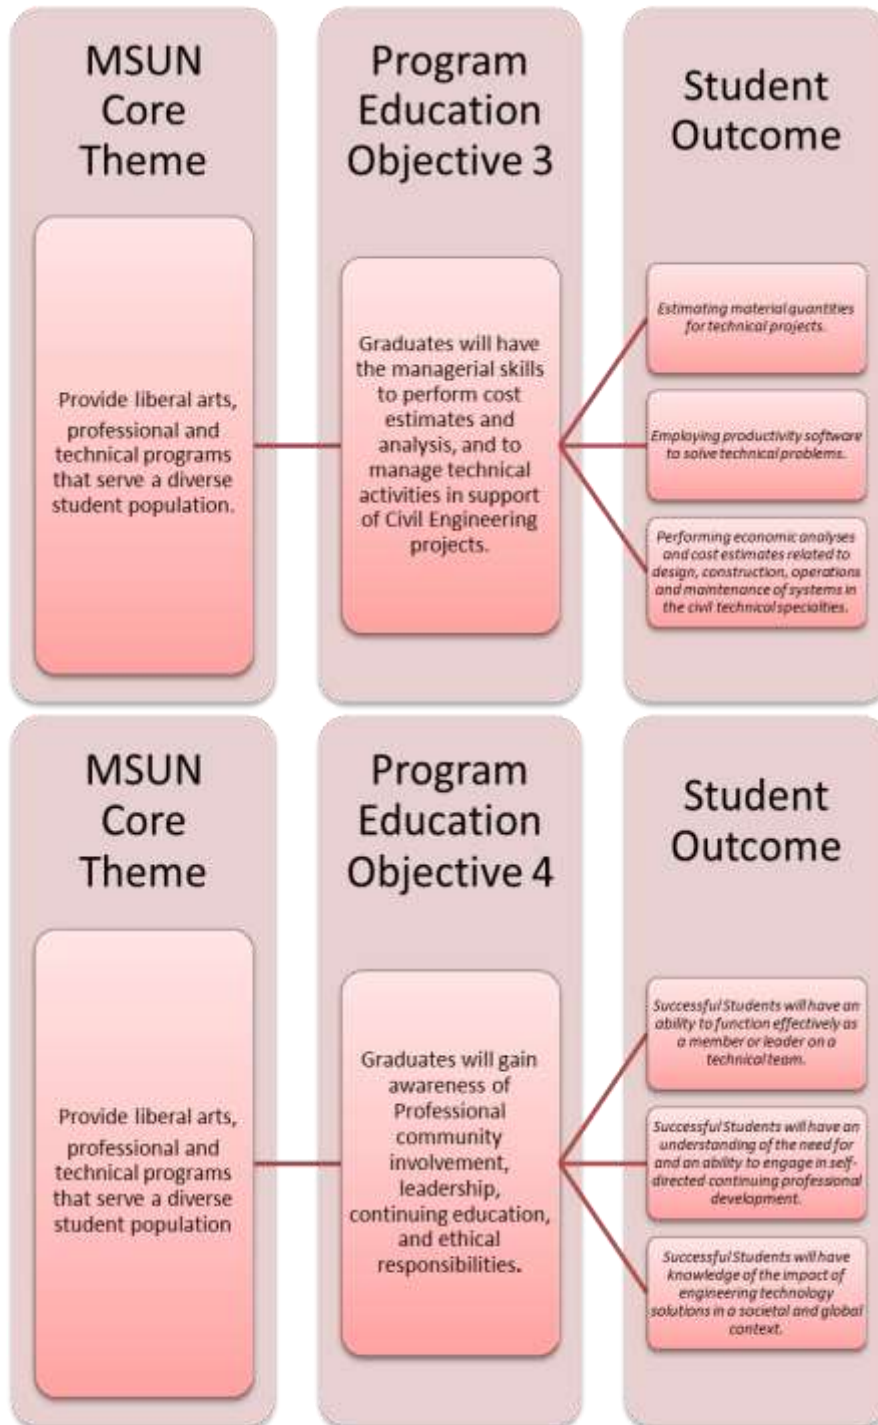 MSUN
Core
Theme
Provide liberal arts,
professional and
technical programs
that serve a diverse
student population.
Program
Education
Objective 3
Graduates will have
the managerial skills
to perform cost
estimates and
analysis, and to
manage technical
activities in support
of Civil Engineering
projects.
Student
Outcome
Estimating material quantities
for technical projects.
Employing productivity software
to solve technical problems.
Performing economic analyses
and cost estimates related to
design, construction, operations
and maintenance of systems in
the civil technical specialties.
MSUN
Core
Theme
Provide liberal arts,
professional and
technical programs
that serve a diverse
student population
Program
Education
Objective 4
Graduates will gain
awareness of
Professional
community
involvement,
leadership,
continuing education,
and ethical
responsibilities.
Student
Outcome
Successful Students will have an
ability to function effectively as
a member or leader on a
technical team.
Successful Students will have an
understanding of the need for
and an ability to engage in self-
directed continuing professional
development.
Successful Students will have
knowledge of the impact of
engineering technology
solutions in a societal and global
context.